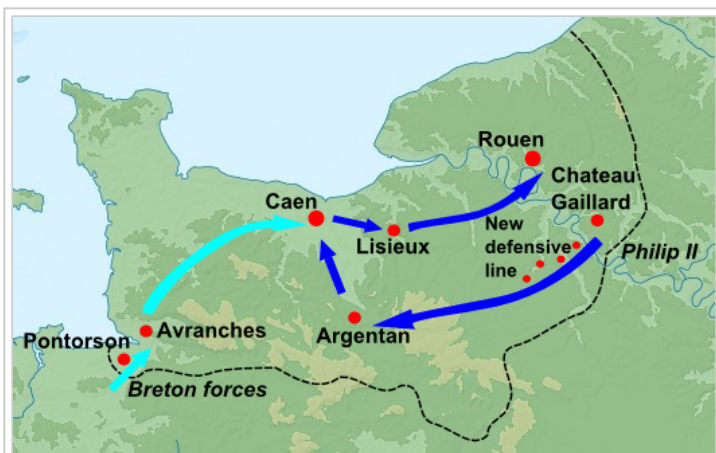 Rouen
Chateau
Gaillard
Caen
New
defensive
line
Lisieux
Philip II
Pontorson
Avranches
Argentan
Breton forces